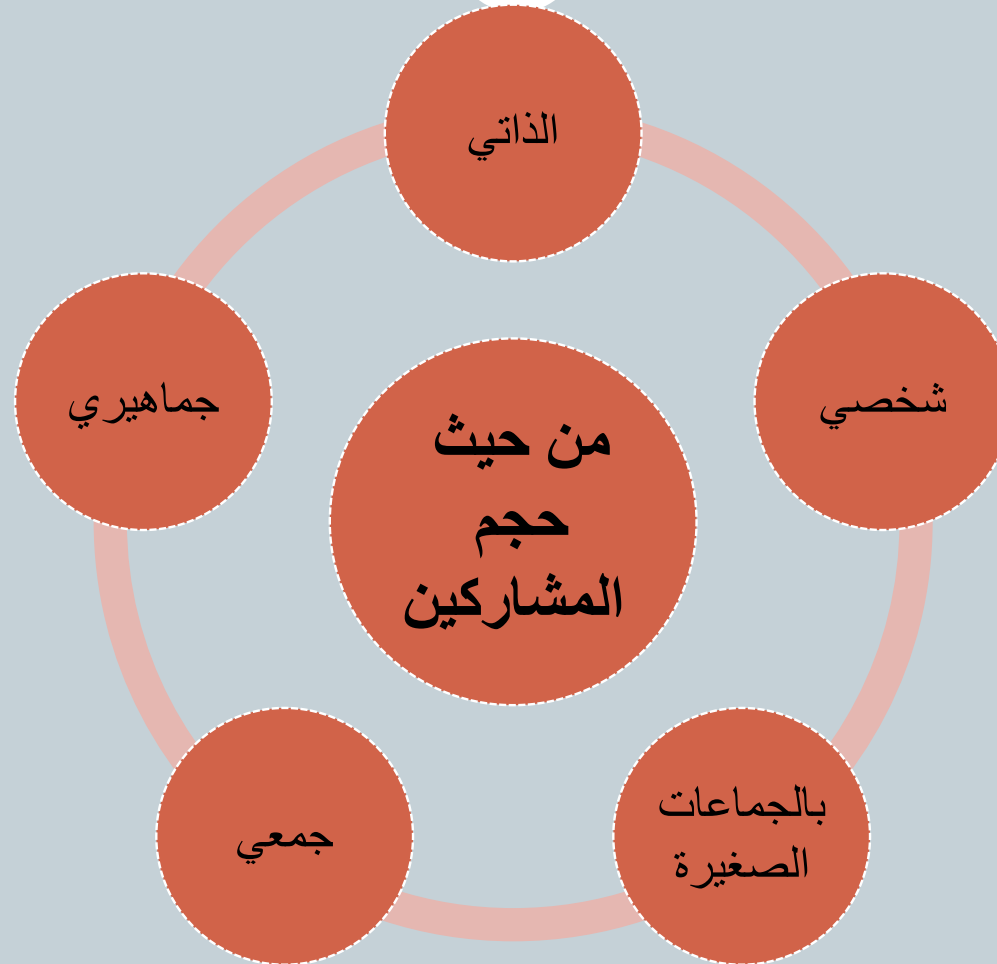 الذاتي
شخصي
بالجماعات
الصغيرة
جمعي
جماهيري
من حيث
حجم
المشاركين